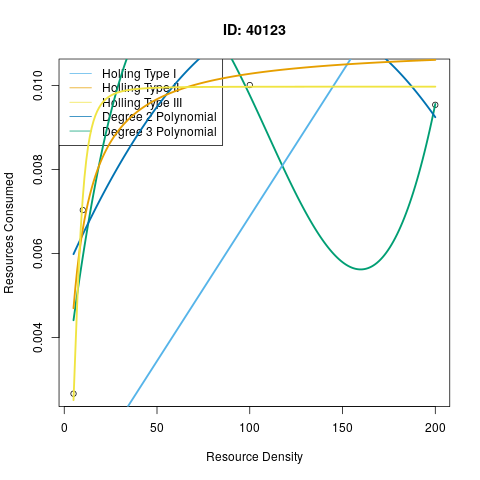 ID: 40123
Holling Type I
Holling Type II
Holling Type III
Degree 2 Polynomial
Degree 3 Polynomial
Resources Consumed
0.010
0.008
0.006
0.004
0 50 100 150 200
Resource Density